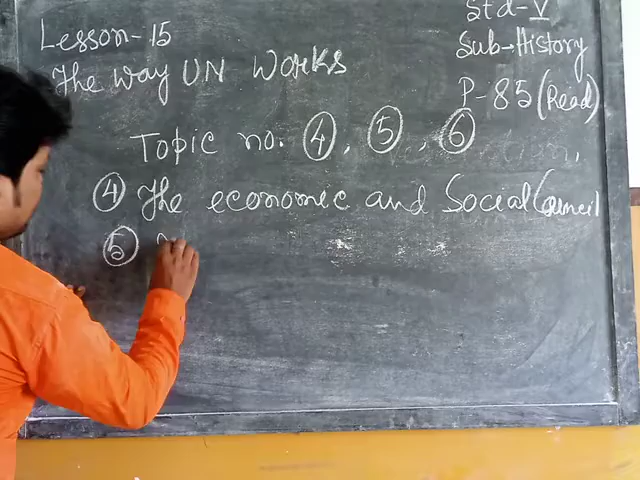 Std-V
Lesson-15
Sub→History
The way UN Works
P-85 (Read)
Topic no. ④, ⑤, ⑥
④ The economic and Social Council
⑤